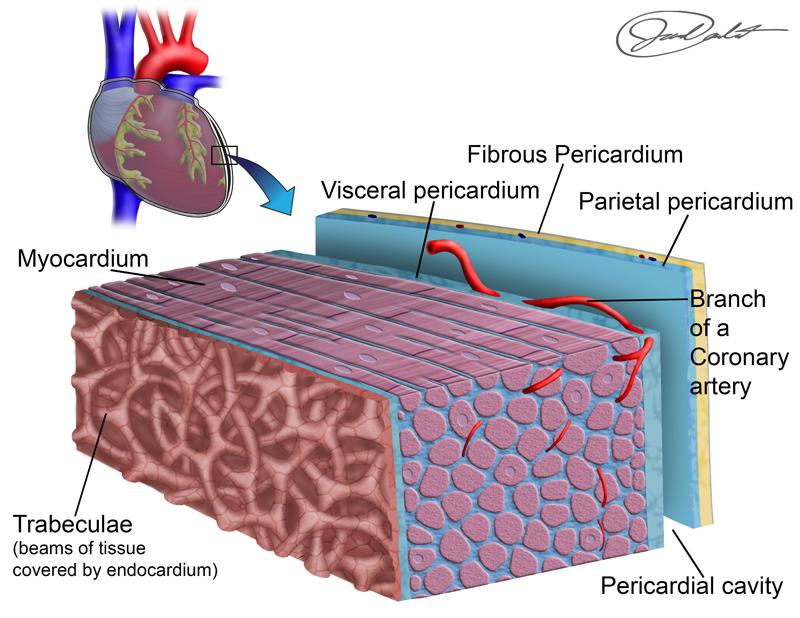 Fibrous Pericardium
Visceral pericardium
Parietal pericardium
Myocardium
Branch
of a
Coronary
artery
Trabeculae
(beams of tissue
covered by endocardium)
Pericardial cavity